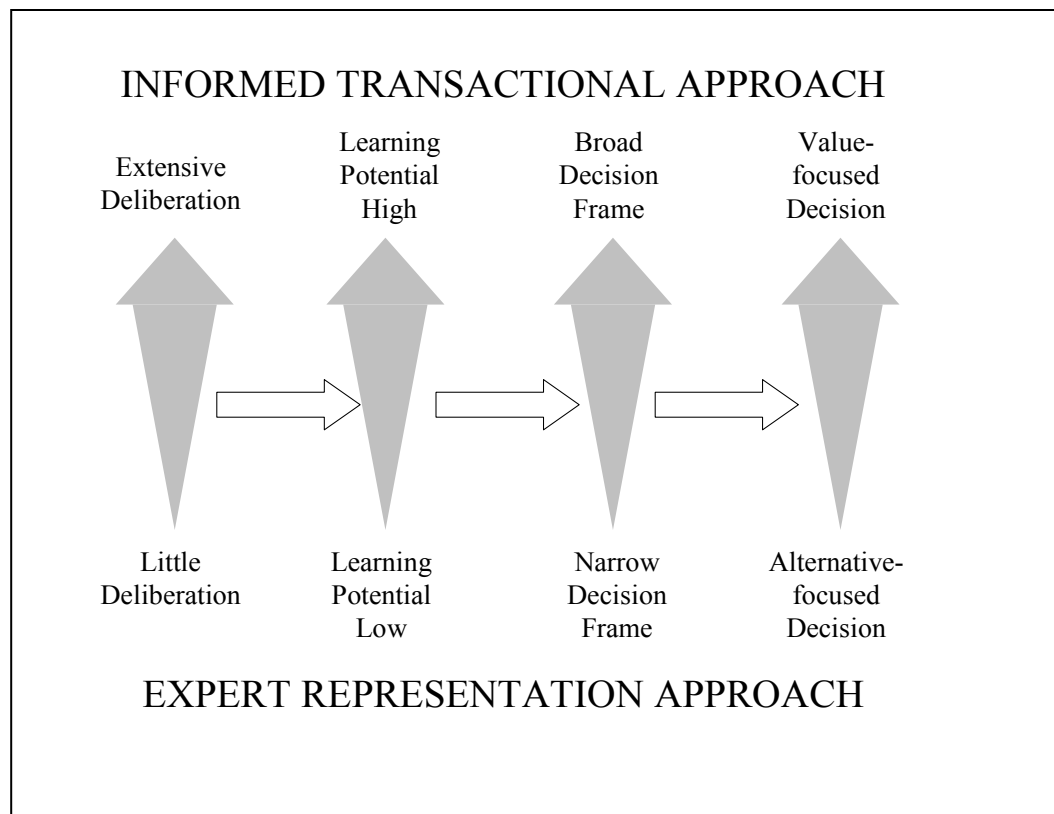 INFORMED TRANSACTIONAL APPROACH
Extensive
Deliberation
Learning
Potential
High
Broad
Decision
Frame
Value-
focused
Decision
Little
Deliberation
Learning
Potential
Low
Narrow
Decision
Frame
Alternative-
focused
Decision
EXPERT REPRESENTATION APPROACH